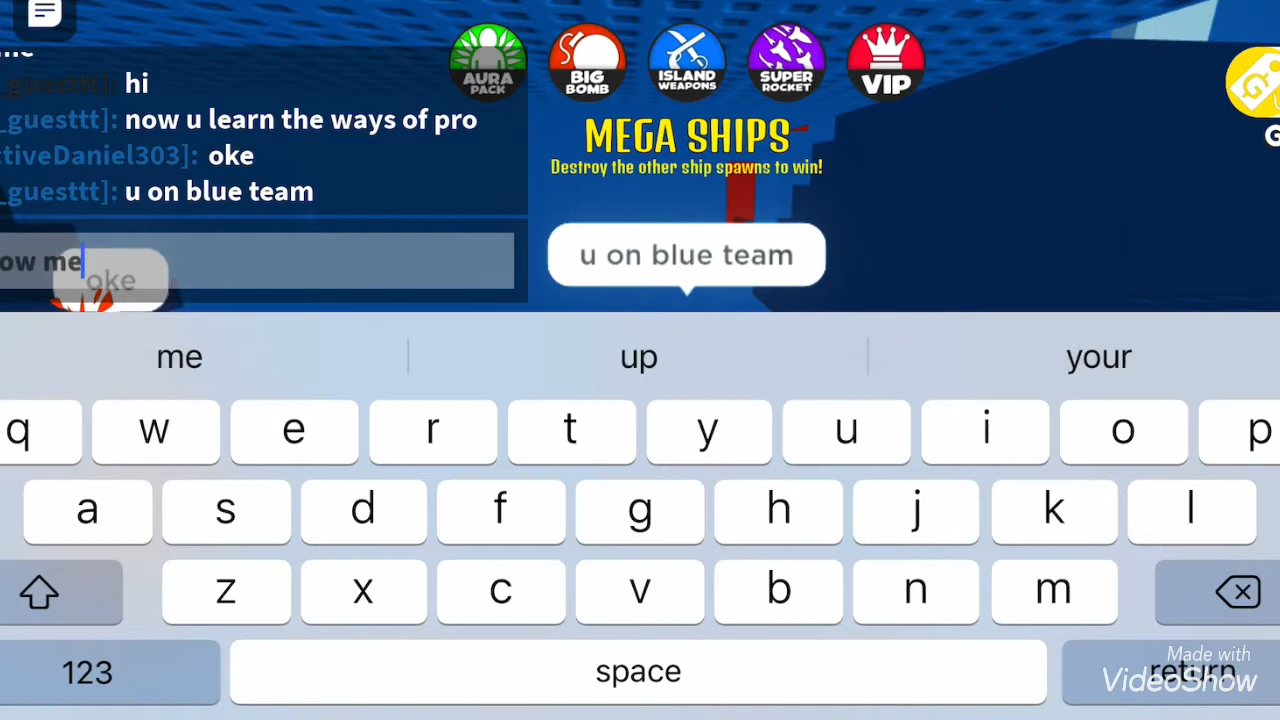 hi
_guesttt]: now u learn the ways of pro
ctiveDaniel303]: oke
_guesttt]: u on blue team
ow me
oke
AURA PACK
BIG BOMB
ISLAND WEAPONS
SUPER ROCKET
VIP
MEGA SHIPS
Destroy the other ship spawns to win!
u on blue team
G
me up your
q w e r t y u i o p
a s d f g h j k l
z x c v b n m
123 space return
Made with
VideoShow